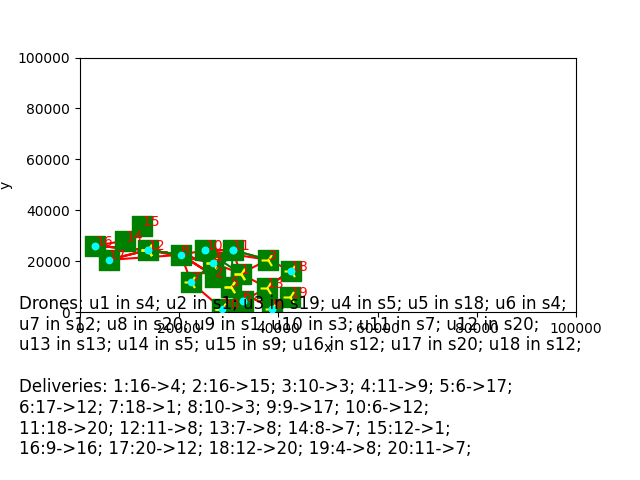 100000
80000
60000
40000
20000
0
y
0 20000 40000 60000 80000 100000
x
Drones: u1 in s4; u2 in s1; u3 in s19; u4 in s5; u5 in s18; u6 in s4;
u7 in s12; u8 in s20; u9 in s1; u10 in s3; u11 in s7; u12 in s20;
u13 in s13; u14 in s5; u15 in s9; u16 in s12; u17 in s20; u18 in s12;
Deliveries: 1:16->4; 2:16->15; 3:10->3; 4:11->9; 5:6->17;
6:17->12; 7:18->1; 8:10->3; 9:9->17; 10:6->12;
11:18->20; 12:11->8; 13:7->8; 14:8->7; 15:12->1;
16:9->16; 17:20->12; 18:12->20; 19:4->8; 20:11->7;